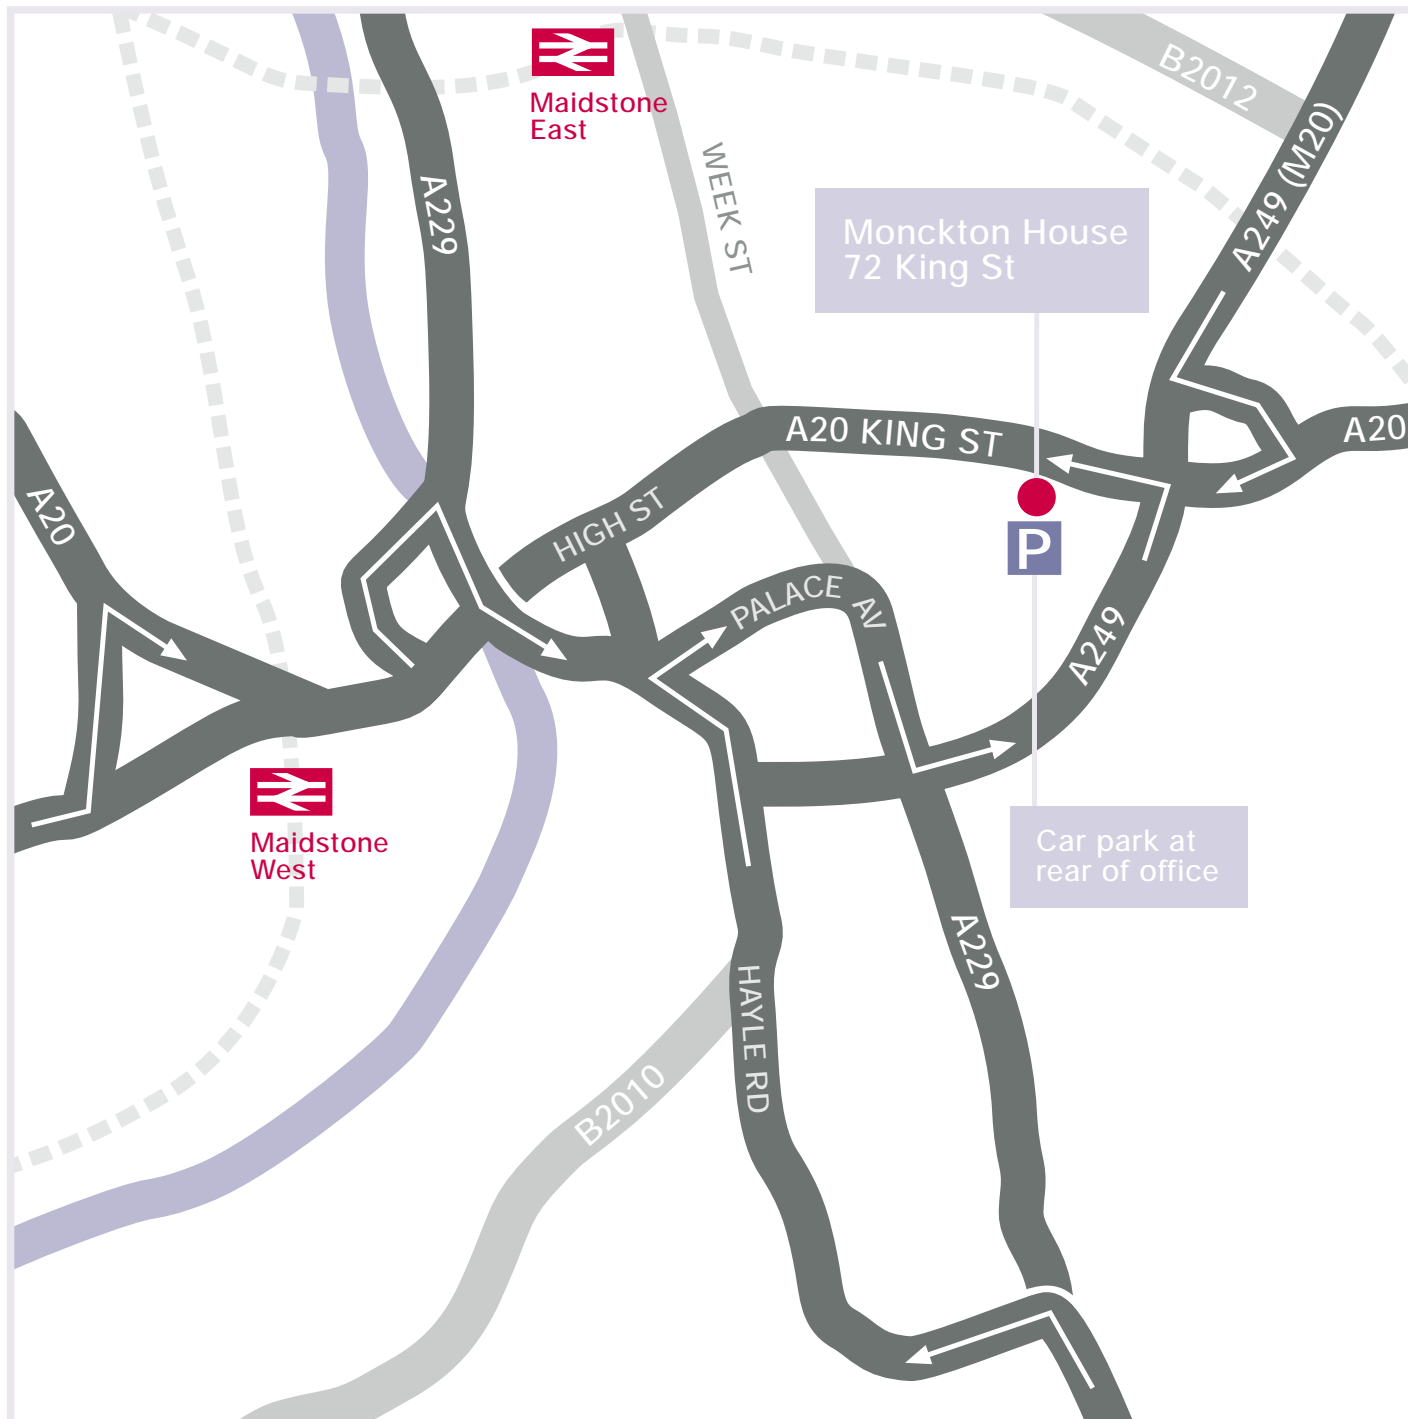 B2012
Maidstone
East
A249 (M20)
WEEK ST
A229
Monckton House
72 King St
A20 KING ST
A20
A20
HIGH ST
P
PALACE AV
A249
Maidstone
West
Car park at
rear of office
A229
HAYLE RD
B2010